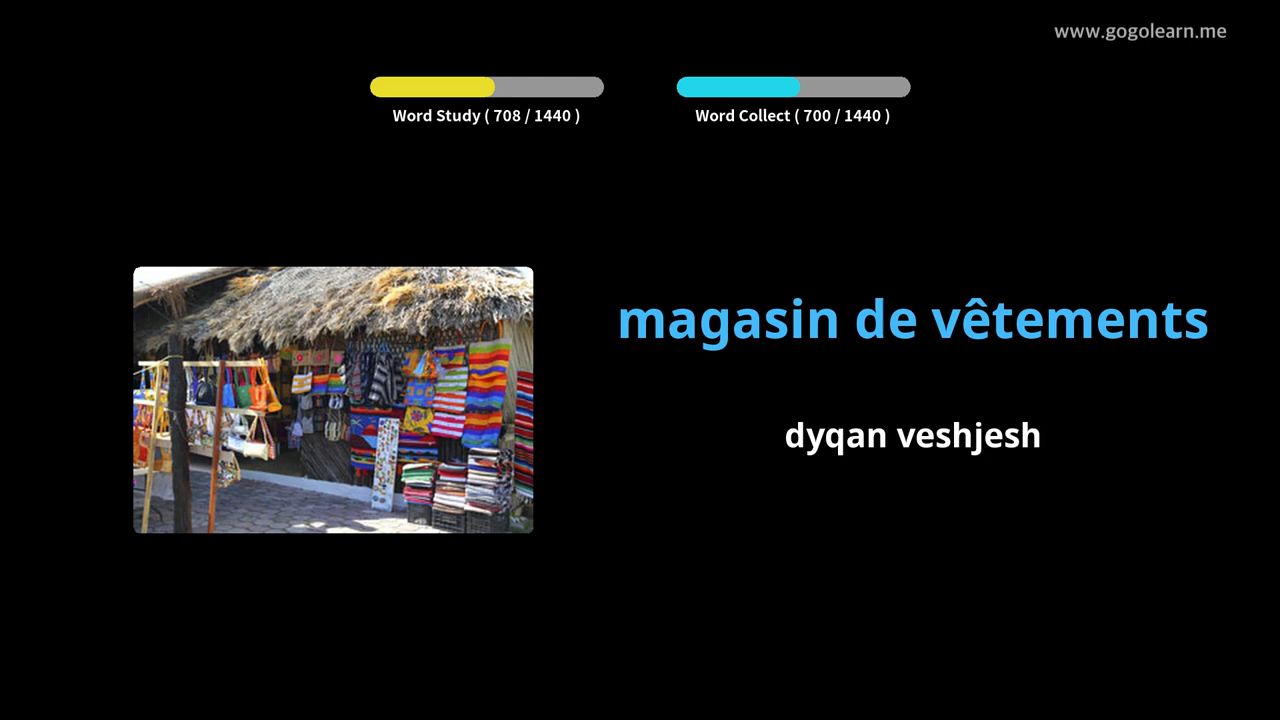 www.gogolearn.me
Word Study ( 708 / 1440 )
Word Collect ( 700 / 1440 )
magasin de vêtements
dyqan veshjesh